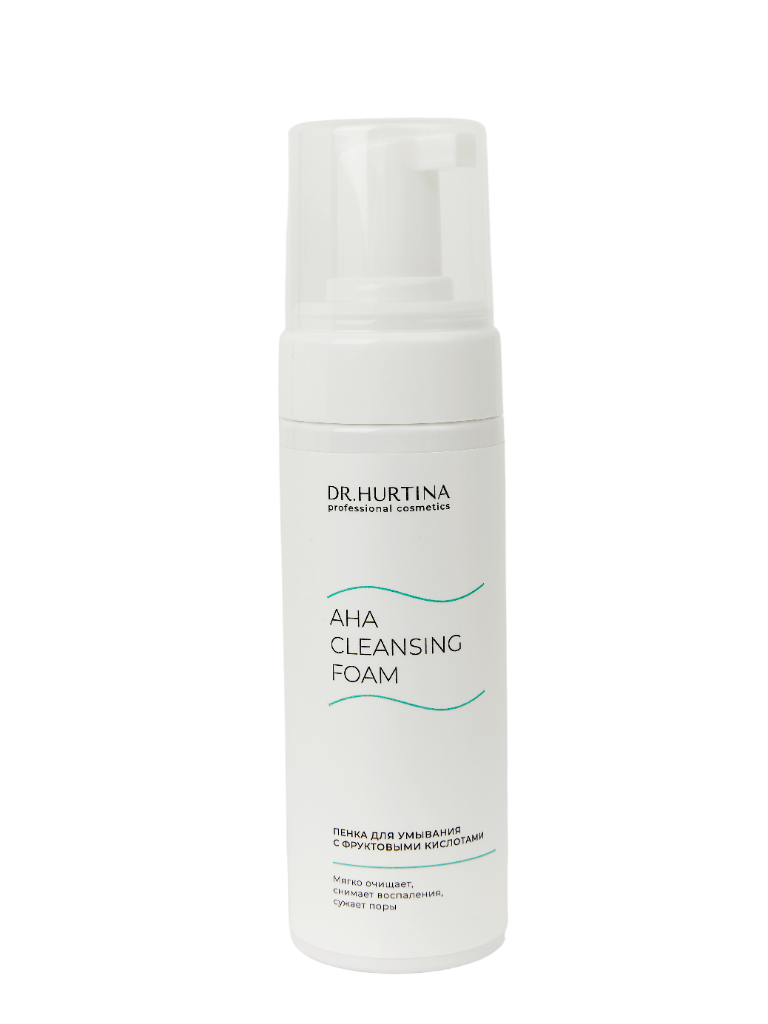 DR.HURTINA
professional cosmetics
AHA
CLEANSING
FOAM
ПЕНКА ДЛЯ УМЫВАНИЯ
С ФРУКТОВЫМИ КИСЛОТАМИ
Мягко очищает,
снимает воспаления,
сужает поры